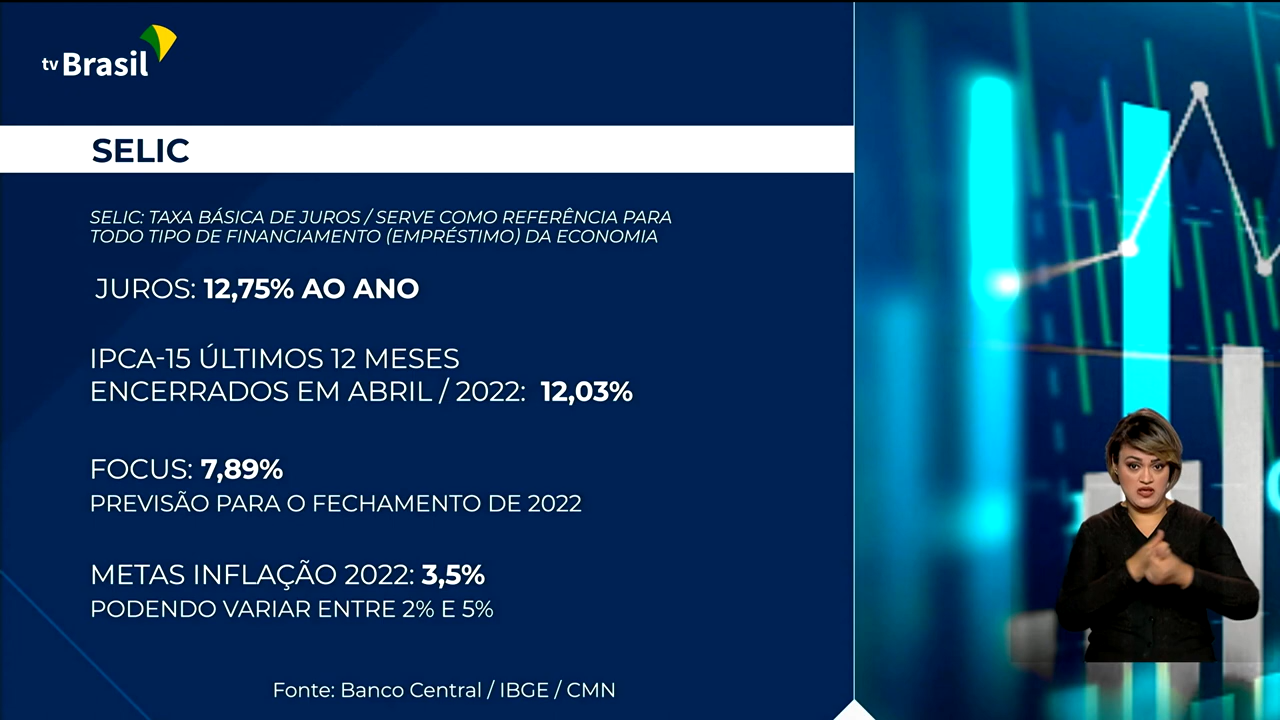 tv Brasil
SELIC
SELIC: TAXA BÁSICA DE JUROS / SERVE COMO REFERÊNCIA PARA
TODO TIPO DE FINANCIAMENTO (EMPRÉSTIMO) DA ECONOMIA
JUROS: 12,75% AO ANO
IPCA-15 ÚLTIMOS 12 MESES
ENCERRADOS EM ABRIL / 2022: 12,03%
FOCUS: 7,89%
PREVISÃO PARA O FECHAMENTO DE 2022
METAS INFLAÇÃO 2022: 3,5%
PODENDO VARIAR ENTRE 2% E 5%
Fonte: Banco Central / IBGE / CMN